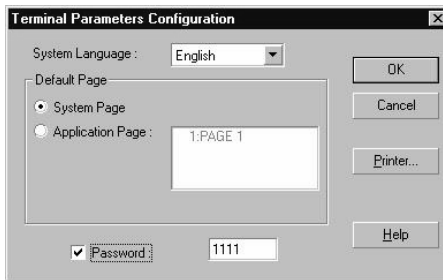 Terminal Parameters Configuration
System Language : English
Default Page
System Page
Application Page :
1:PAGE 1
Password : 1111
OK
Cancel
Printer...
Help